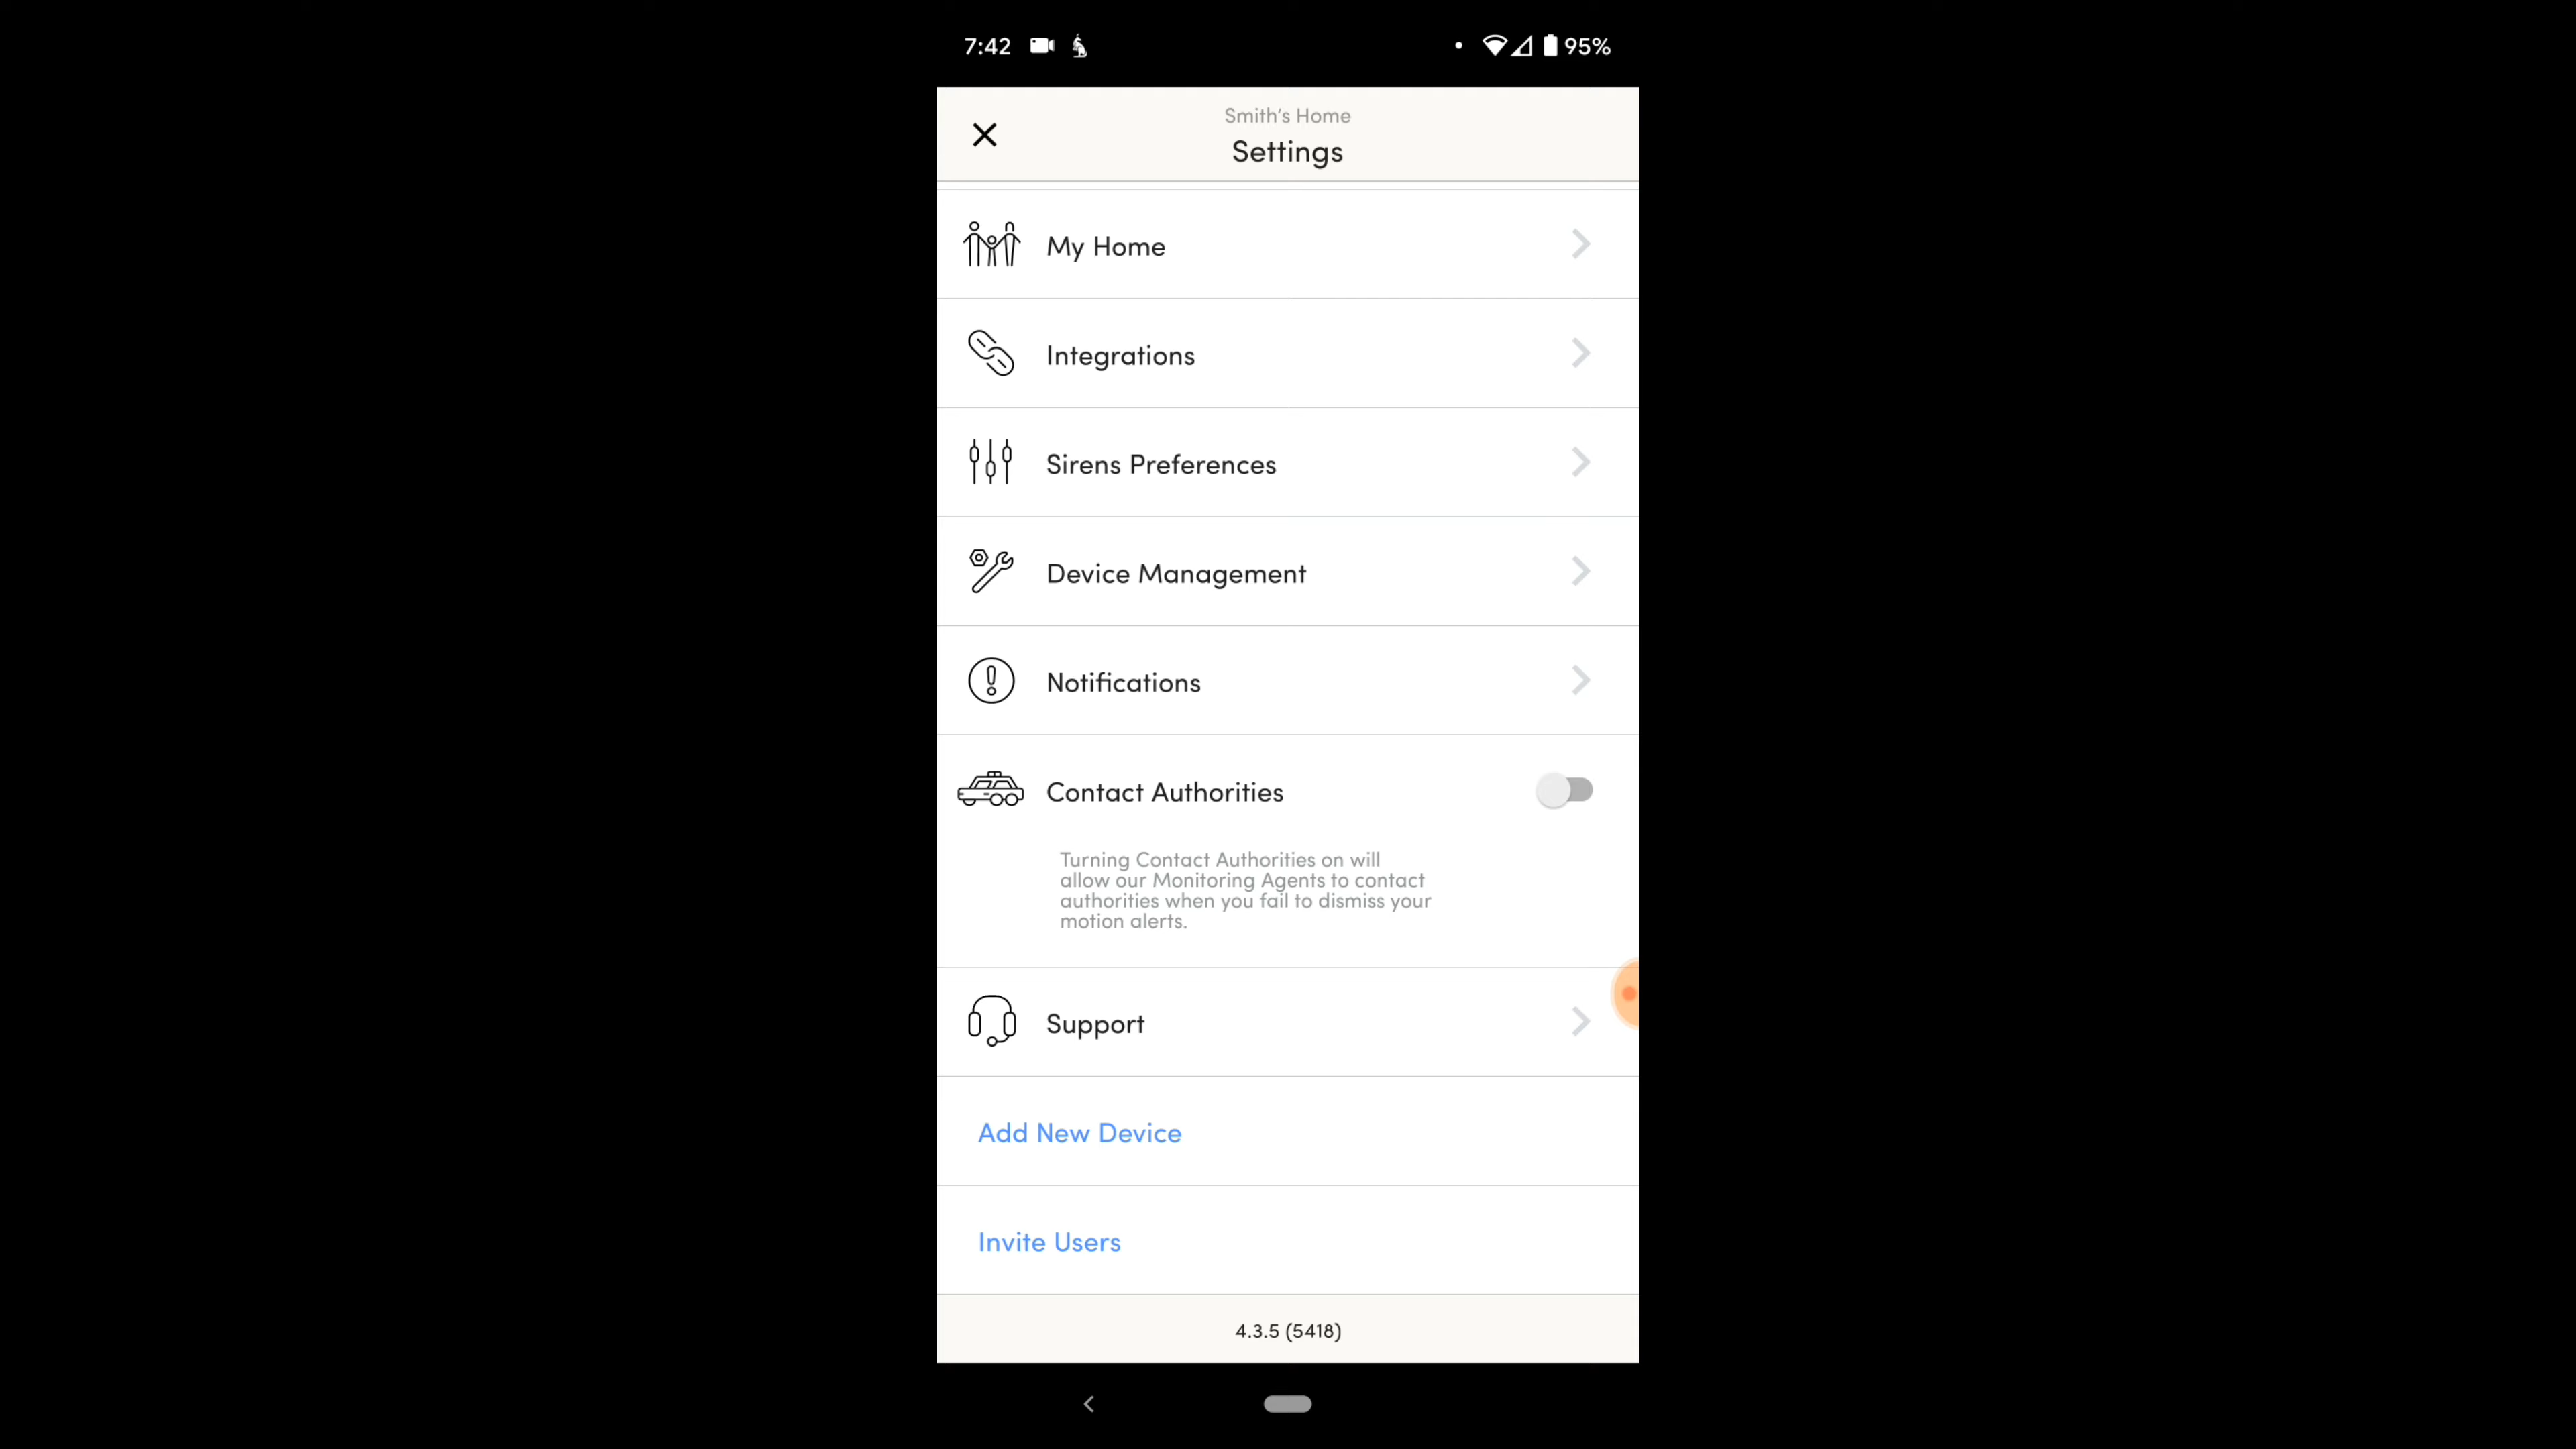 7:42
95%
Smith's Home
Settings
My Home
Integrations
Sirens Preferences
Device Management
Notifications
Contact Authorities
Turning Contact Authorities on will
allow our Monitoring Agents to contact
authorities when you fail to dismiss your
motion alerts.
Support
Add New Device
Invite Users
4.3.5 (5418)